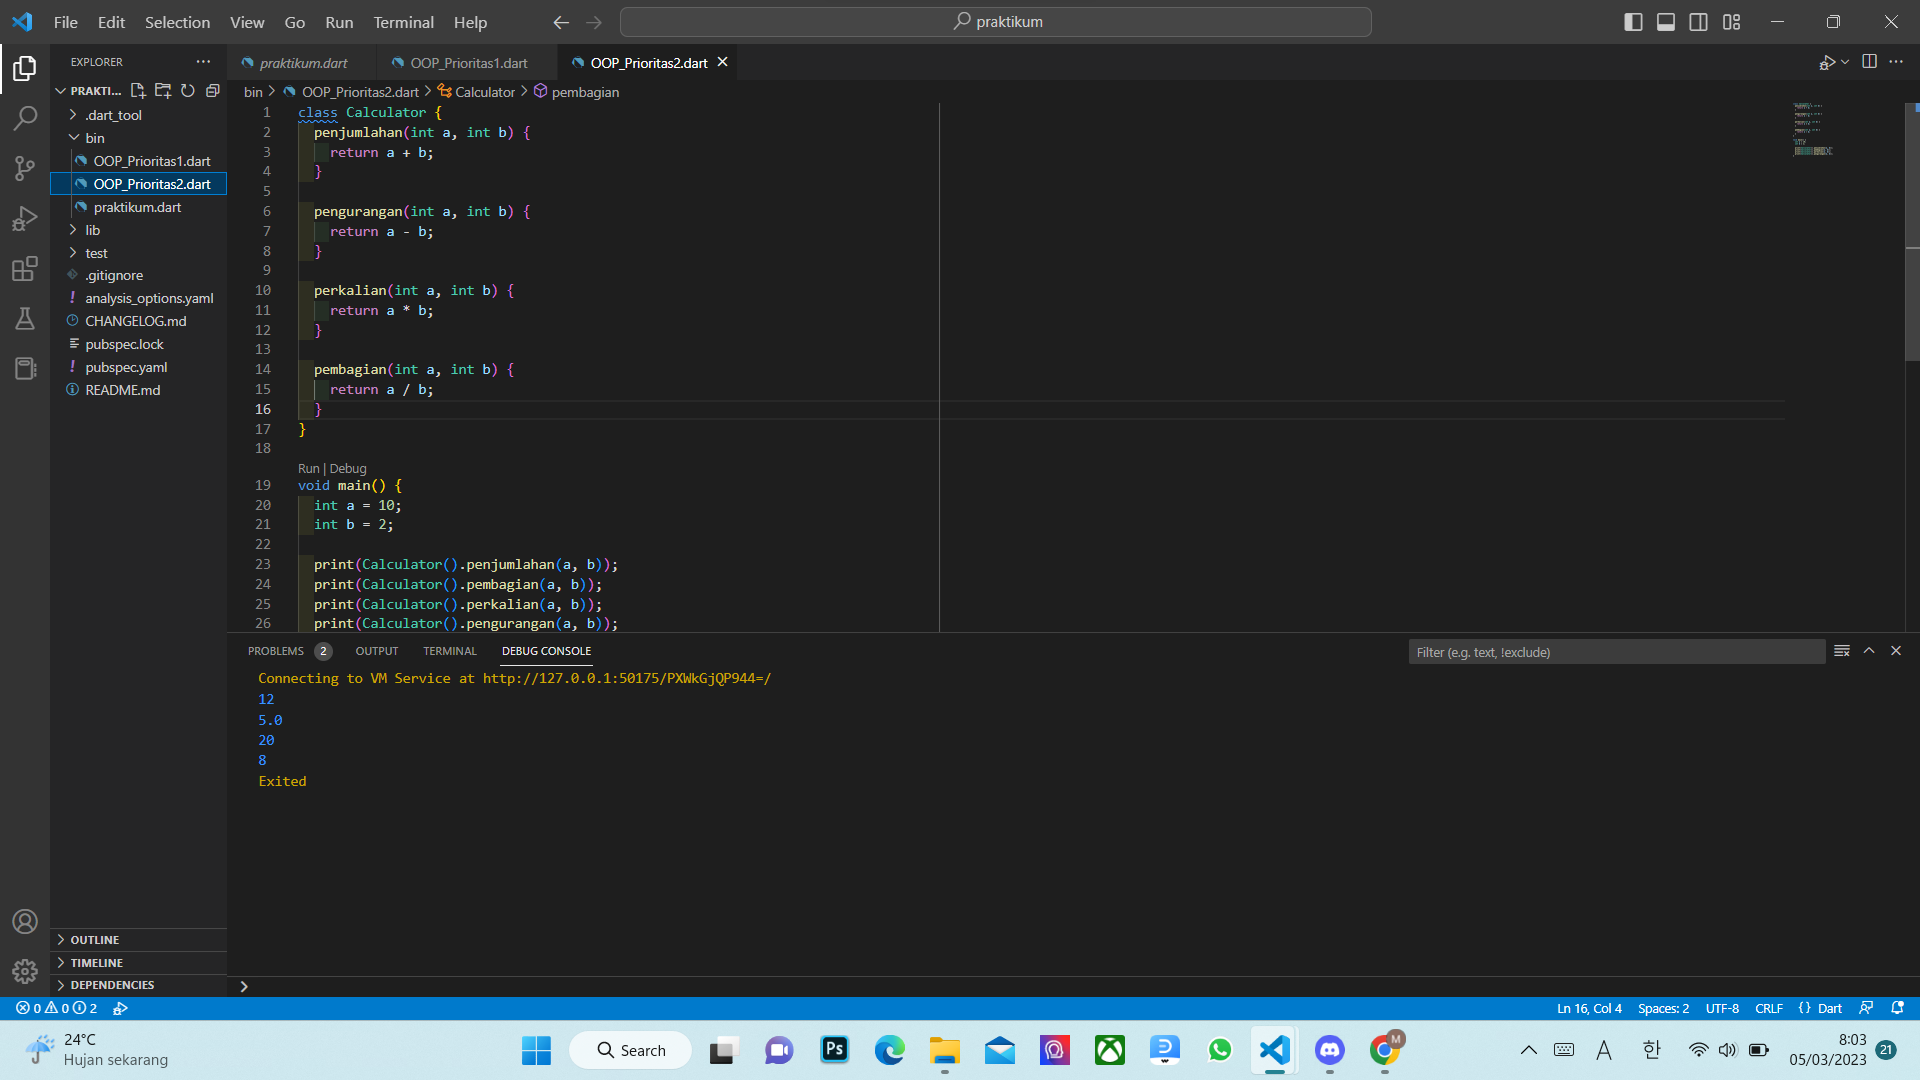 File Edit Selection View Go Run Terminal Help
praktikum
EXPLORER
praktikum.dart
OOP_Prioritas1.dart
OOP_Prioritas2.dart
PRAKTI...
bin > OOP_Prioritas2.dart > Calculator > pembagian
.dart_tool
bin
OOP_Prioritas1.dart
OOP_Prioritas2.dart
praktikum.dart
lib
test
.gitignore
analysis_options.yaml
CHANGELOG.md
pubspec.lock
pubspec.yaml
README.md
OUTLINE
TIMELINE
DEPENDENCIES
1 class Calculator {
2 penjumlahan(int a, int b) {
3 return a + b;
4 }
5
6 pengurangan(int a, int b) {
7 return a - b;
8 }
9
10 perkalian(int a, int b) {
11 return a * b;
12 }
13
14 pembagian(int a, int b) {
15 return a / b;
16 }
17 }
18
Run | Debug
19 void main() {
20 int a = 10;
21 int b = 2;
22
23 print(Calculator().penjumlahan(a, b));
24 print(Calculator().pembagian(a, b));
25 print(Calculator().perkalian(a, b));
26 print(Calculator().pengurangan(a, b));
PROBLEMS 2 OUTPUT TERMINAL DEBUG CONSOLE
Filter (e.g. text, !exclude)
Connecting to VM Service at http://127.0.0.1:50175/PXWkGjQP944=/
12
5.0
20
8
Exited
0 0 2
Ln 16, Col 4 Spaces: 2 UTF-8 CRLF {} Dart
24°C
Hujan sekarang
Search
Ps
M
A
한
8:03
05/03/2023
21